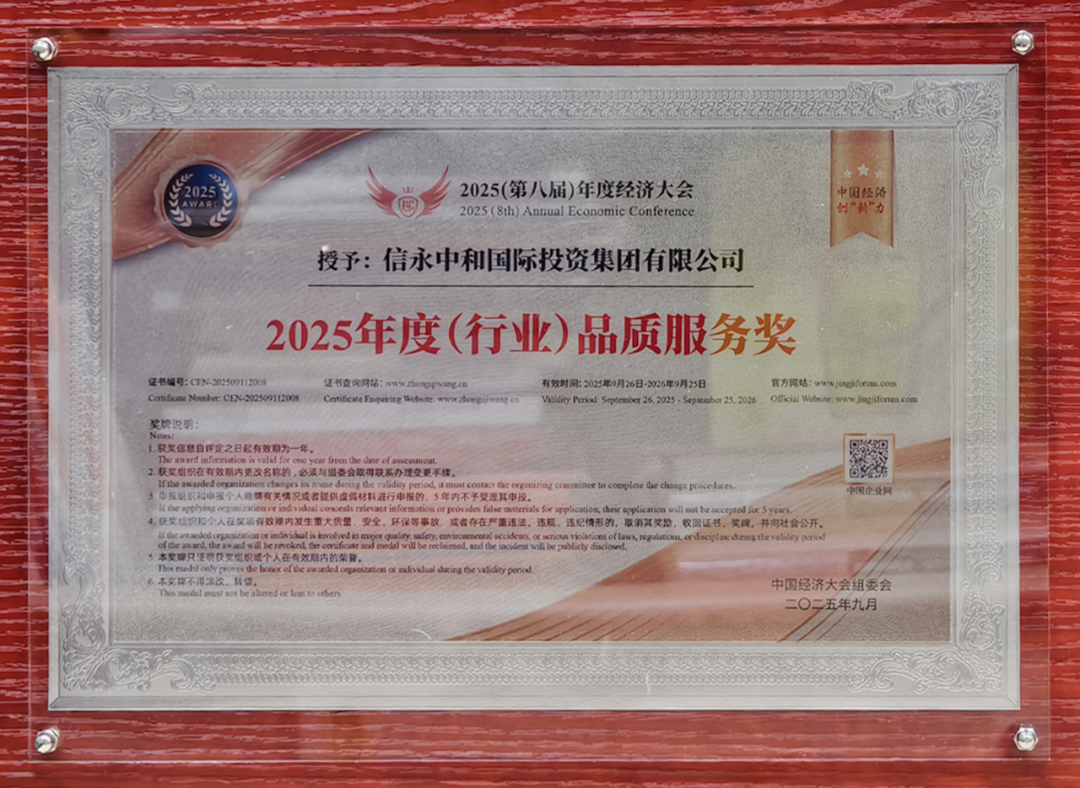 2025
AWARD
2025(第八届)年度经济大会
2025 (8th) Annual Economic Conference
中国经济
创"新"力
授予：信永中和国际投资集团有限公司
2025年度（行业）品质服务奖
证书编号: CEN-202509112008 证书查询网站: www.zhongqiwang.cn 有效时间: 2025年9月26日-2026年9月25日 官方网站: www.jingjiforum.com
Certificate Number: CEN-202509112008 Certificate Enquiring Website: www.zhongqiwang.cn Validity Period: September 26, 2025 - September 25, 2026 Official Website: www.jingjiforum.com
奖牌说明:
Notes:
1. 获奖信息自评定之日起有效期为一年。
The award information is valid for one year from the date of assessment.
2. 获奖组织在有效期内更改名称的，必须与组委会取得联系办理变更手续。
If the awarded organization changes its name during the validity period, it must contact the organizing committee to complete the change procedures.
3. 申报组织和申报个人隐瞒有关情况或者提供虚假材料进行申报的，5年内不予受理其申报。
If the applying organization or individual conceals relevant information or provides false materials for application, their application will not be accepted for 5 years.
4. 获奖组织和个人在奖项有效期内发生重大质量、安全、环保等事故，或者存在严重违法、违规、违纪情形的，取消其奖励，收回证书、奖牌，并向社会公开。
If the awarded organization or individual is involved in major quality, safety, environmental accidents, or serious violations of laws, regulations, or discipline during the validity period
of the award, the award will be revoked, the certificate and medal will be reclaimed, and the incident will be publicly disclosed.
5. 本奖牌只证明获奖组织或个人在有效期内的荣誉。
This medal only proves the honor of the awarded organization or individual during the validity period.
6. 本奖牌不得涂改、转借。
This medal must not be altered or lent to others.
中国企业网
中国经济大会组委会
二〇二五年九月